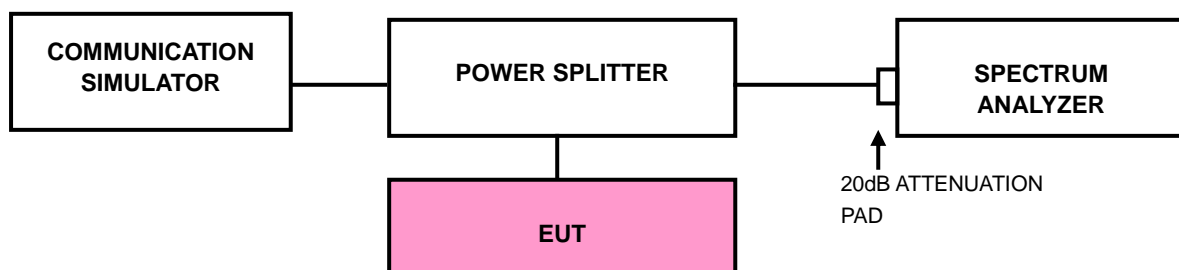 COMMUNICATION
SIMULATOR
POWER SPLITTER
SPECTRUM
ANALYZER
20dB ATTENUATION
PAD
EUT